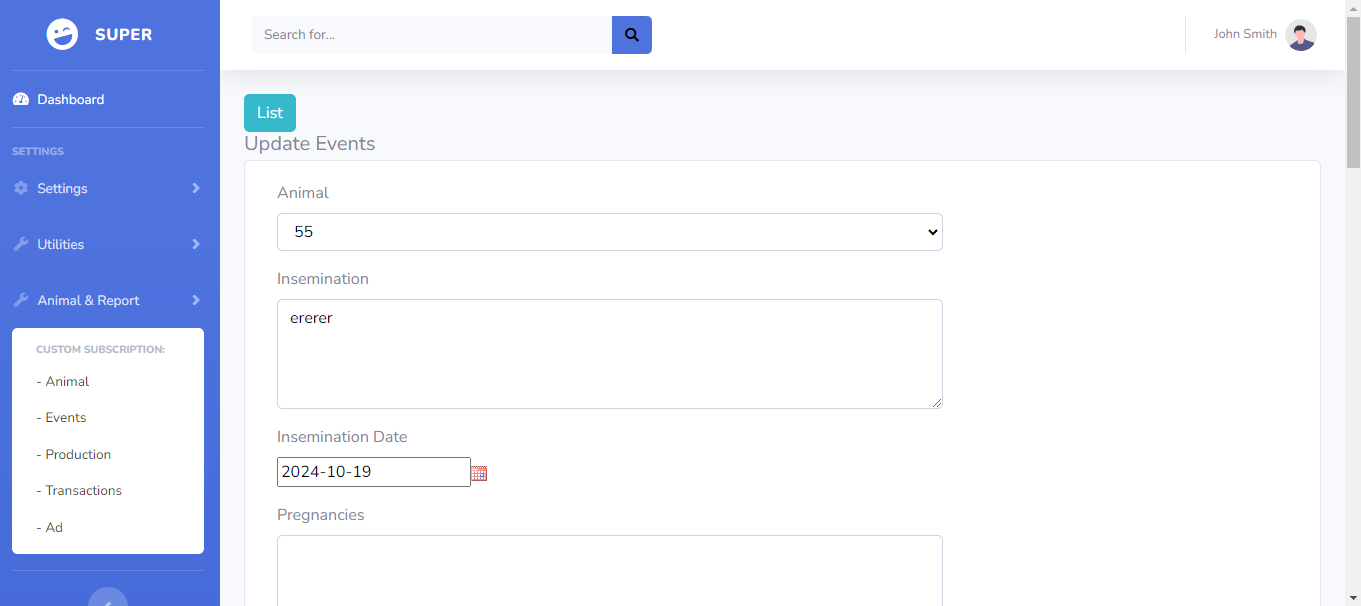 SUPER
Search for...
John Smith
Dashboard
SETTINGS
Settings
Utilities
Animal & Report
CUSTOM SUBSCRIPTION:
- Animal
- Events
- Production
- Transactions
- Ad
List
Update Events
Animal
55
Insemination
ererer
Insemination Date
2024-10-19
Pregnancies